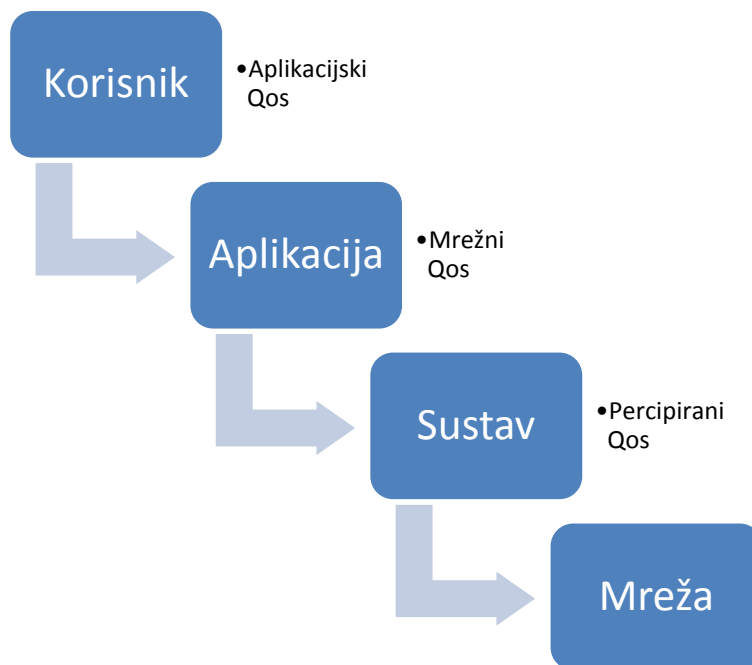 Korisnik
•Aplikacijski
Qos
Aplikacija
•Mrežni
Qos
Sustav
•Percipirani
Qos
Mreža